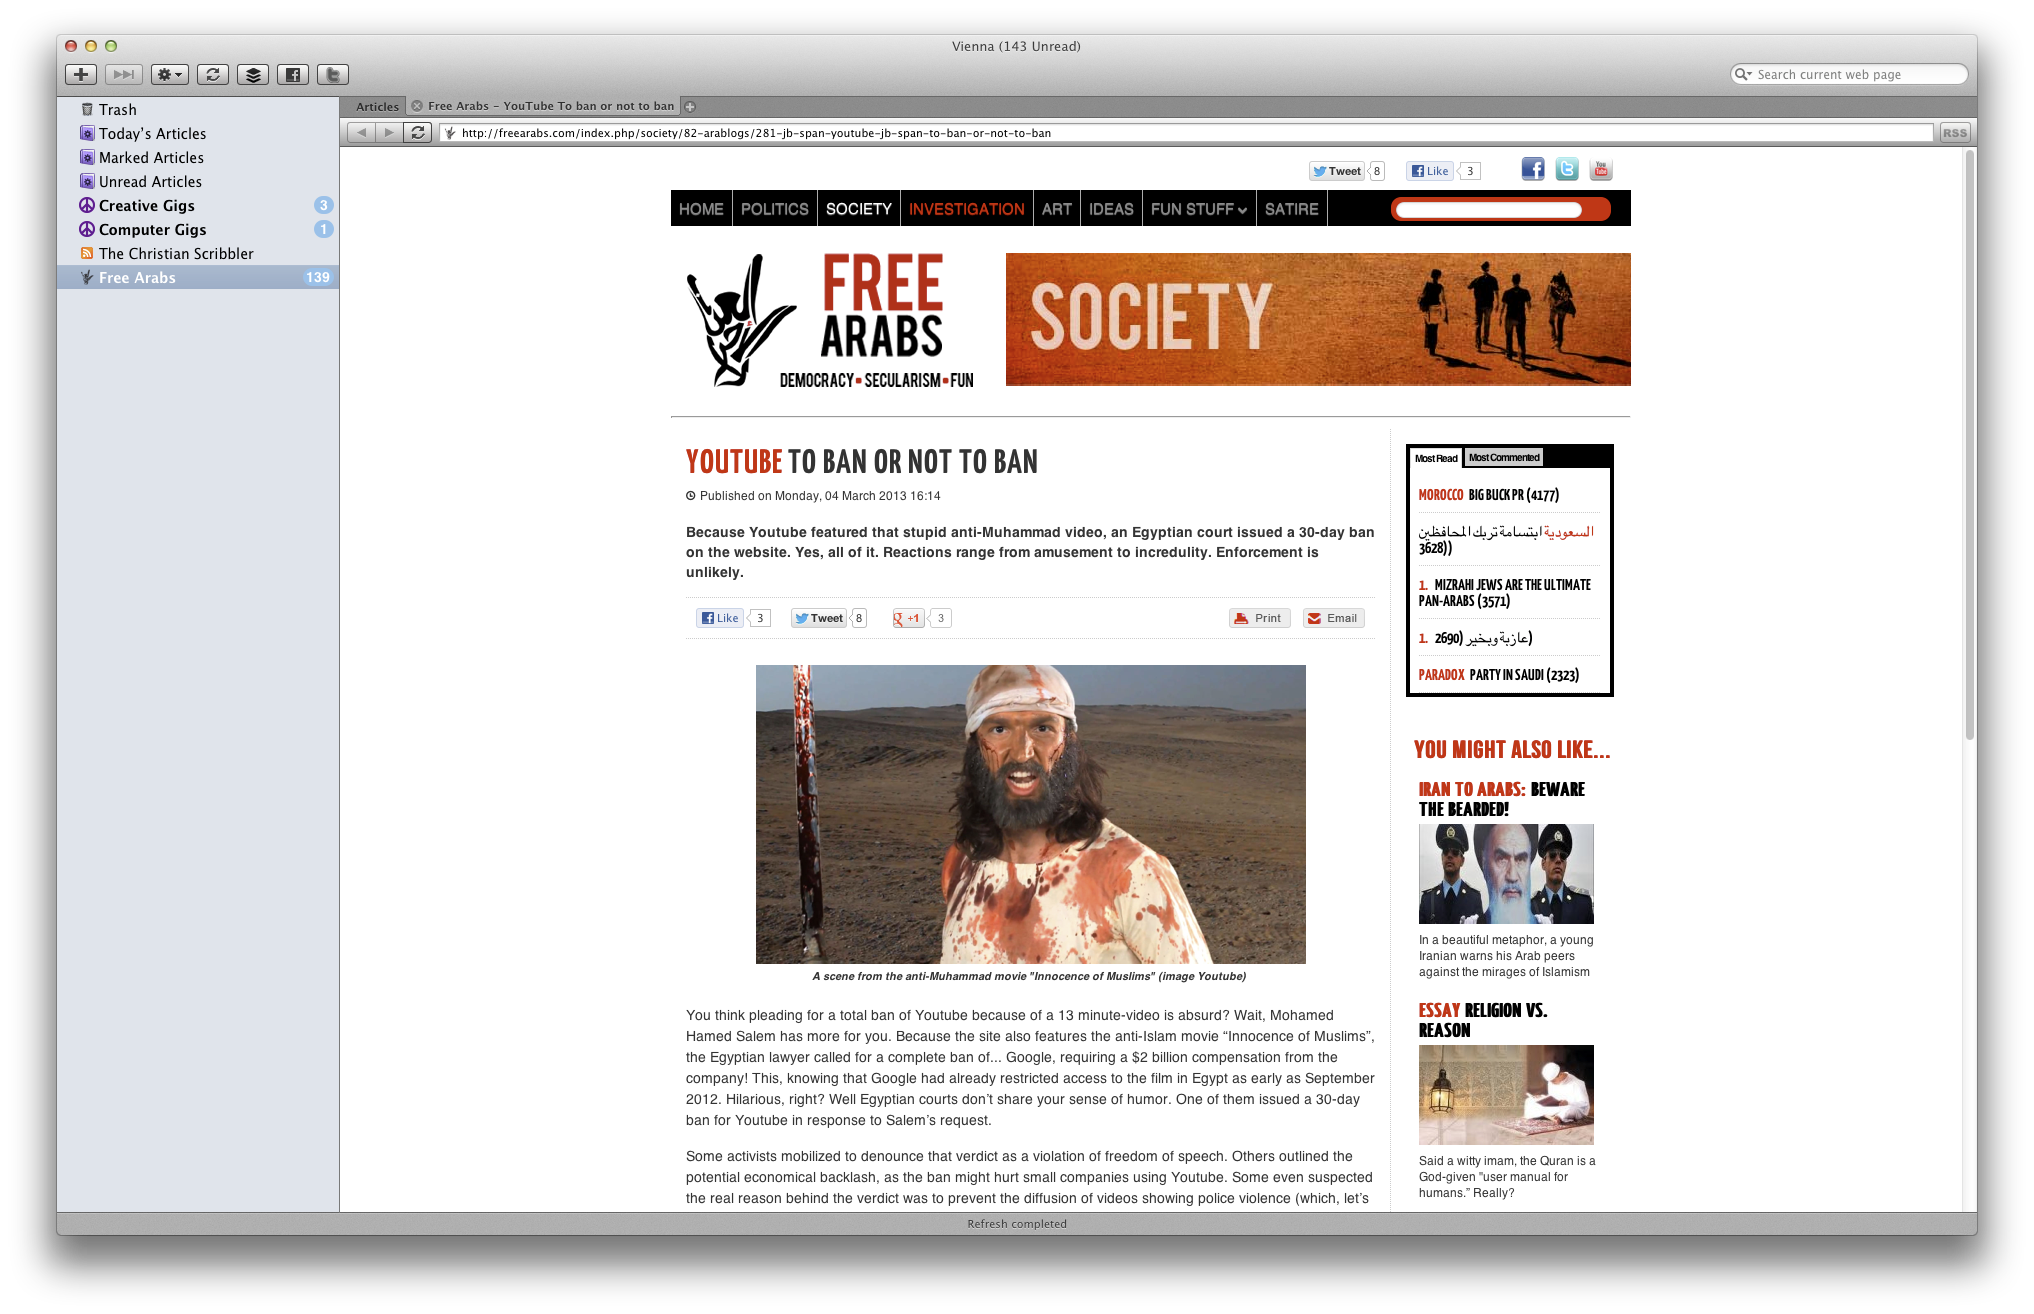 Vienna (143 Unread)
Search current web page
Trash
Today's Articles
Marked Articles
Unread Articles
Creative Gigs 3
Computer Gigs 1
The Christian Scribbler
Free Arabs 139
Articles
Free Arabs – YouTube To ban or not to ban
http://freearabs.com/index.php/society/82-arablogs/281-jb-span-youtube-jb-span-to-ban-or-not-to-ban
RSS
Tweet 8 Like 3
You Tube
HOME POLITICS SOCIETY INVESTIGATION ART IDEAS FUN STUFF SATIRE
FREE
ARABS
DEMOCRACY SECULARISM FUN
SOCIETY
YOUTUBE TO BAN OR NOT TO BAN
Published on Monday, 04 March 2013 16:14
Because Youtube featured that stupid anti-Muhammad video, an Egyptian court issued a 30-day ban
on the website. Yes, all of it. Reactions range from amusement to incredulity. Enforcement is
unlikely.
Like 3 Tweet 8 +1 3 Print Email
A scene from the anti-Muhammad movie "Innocence of Muslims" (image Youtube)
You think pleading for a total ban of Youtube because of a 13 minute-video is absurd? Wait, Mohamed
Hamed Salem has more for you. Because the site also features the anti-Islam movie “Innocence of Muslims”,
the Egyptian lawyer called for a complete ban of... Google, requiring a $2 billion compensation from the
company! This, knowing that Google had already restricted access to the film in Egypt as early as September
2012. Hilarious, right? Well Egyptian courts don’t share your sense of humor. One of them issued a 30-day
ban for Youtube in response to Salem’s request.
Some activists mobilized to denounce that verdict as a violation of freedom of speech. Others outlined the
potential economical backlash, as the ban might hurt small companies using Youtube. Some even suspected
the real reason behind the verdict was to prevent the diffusion of videos showing police violence (which, let’s
Most Read Most Commented
MOROCCO BIG BUCK PR (4177)
السعودية ابتسامة تربك المحافظين
3628))
1. MIZRAHI JEWS ARE THE ULTIMATE
PAN-ARABS (3571)
1. 2690) عازبة وبخير)
PARADOX PARTY IN SAUDI (2323)
YOU MIGHT ALSO LIKE...
IRAN TO ARABS: BEWARE
THE BEARDED!
In a beautiful metaphor, a young
Iranian warns his Arab peers
against the mirages of Islamism
ESSAY RELIGION VS.
REASON
Said a witty imam, the Quran is a
God-given "user manual for
humans.” Really?
Refresh completed